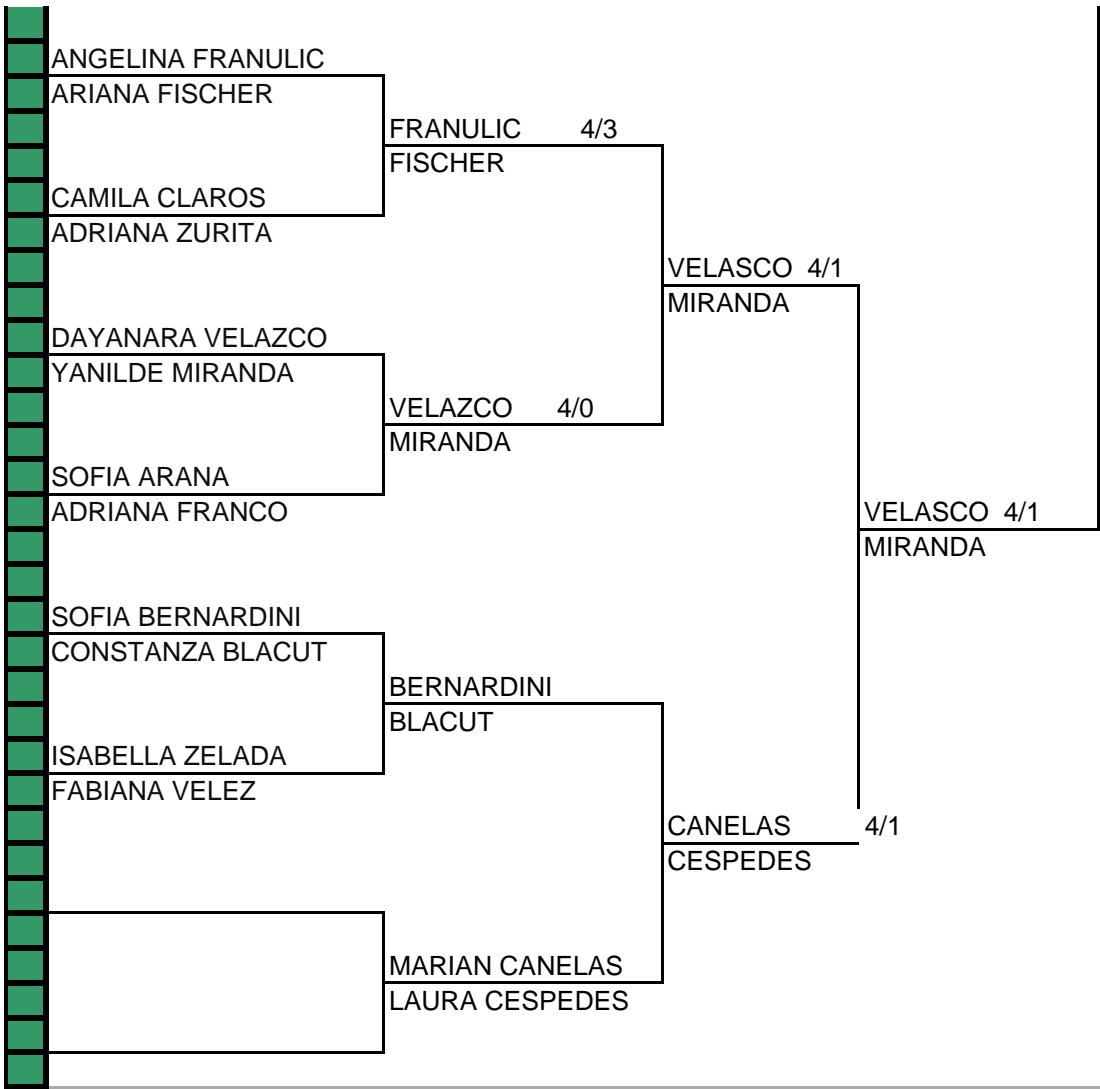 ANGELINA FRANULIC
ARIANA FISCHER
FRANULIC 4/3
FISCHER
CAMILA CLAROS
ADRIANA ZURITA
VELASCO 4/1
MIRANDA
DAYANARA VELAZCO
YANILDE MIRANDA
VELAZCO 4/0
MIRANDA
SOFIA ARANA
ADRIANA FRANCO
VELASCO 4/1
MIRANDA
SOFIA BERNARDINI
CONSTANZA BLACUT
BERNARDINI
BLACUT
ISABELLA ZELADA
FABIANA VELEZ
CANELAS 4/1
CESPEDES
MARIAN CANELAS
LAURA CESPEDES